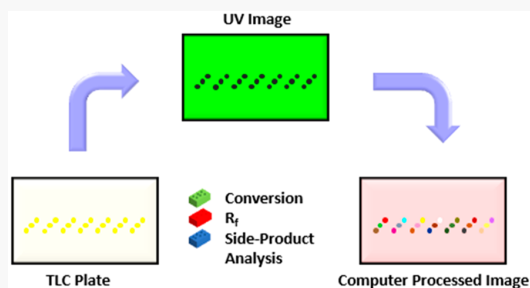 UV Image
Conversion
Rf
Side-Product
Analysis
TLC Plate
Computer Processed Image